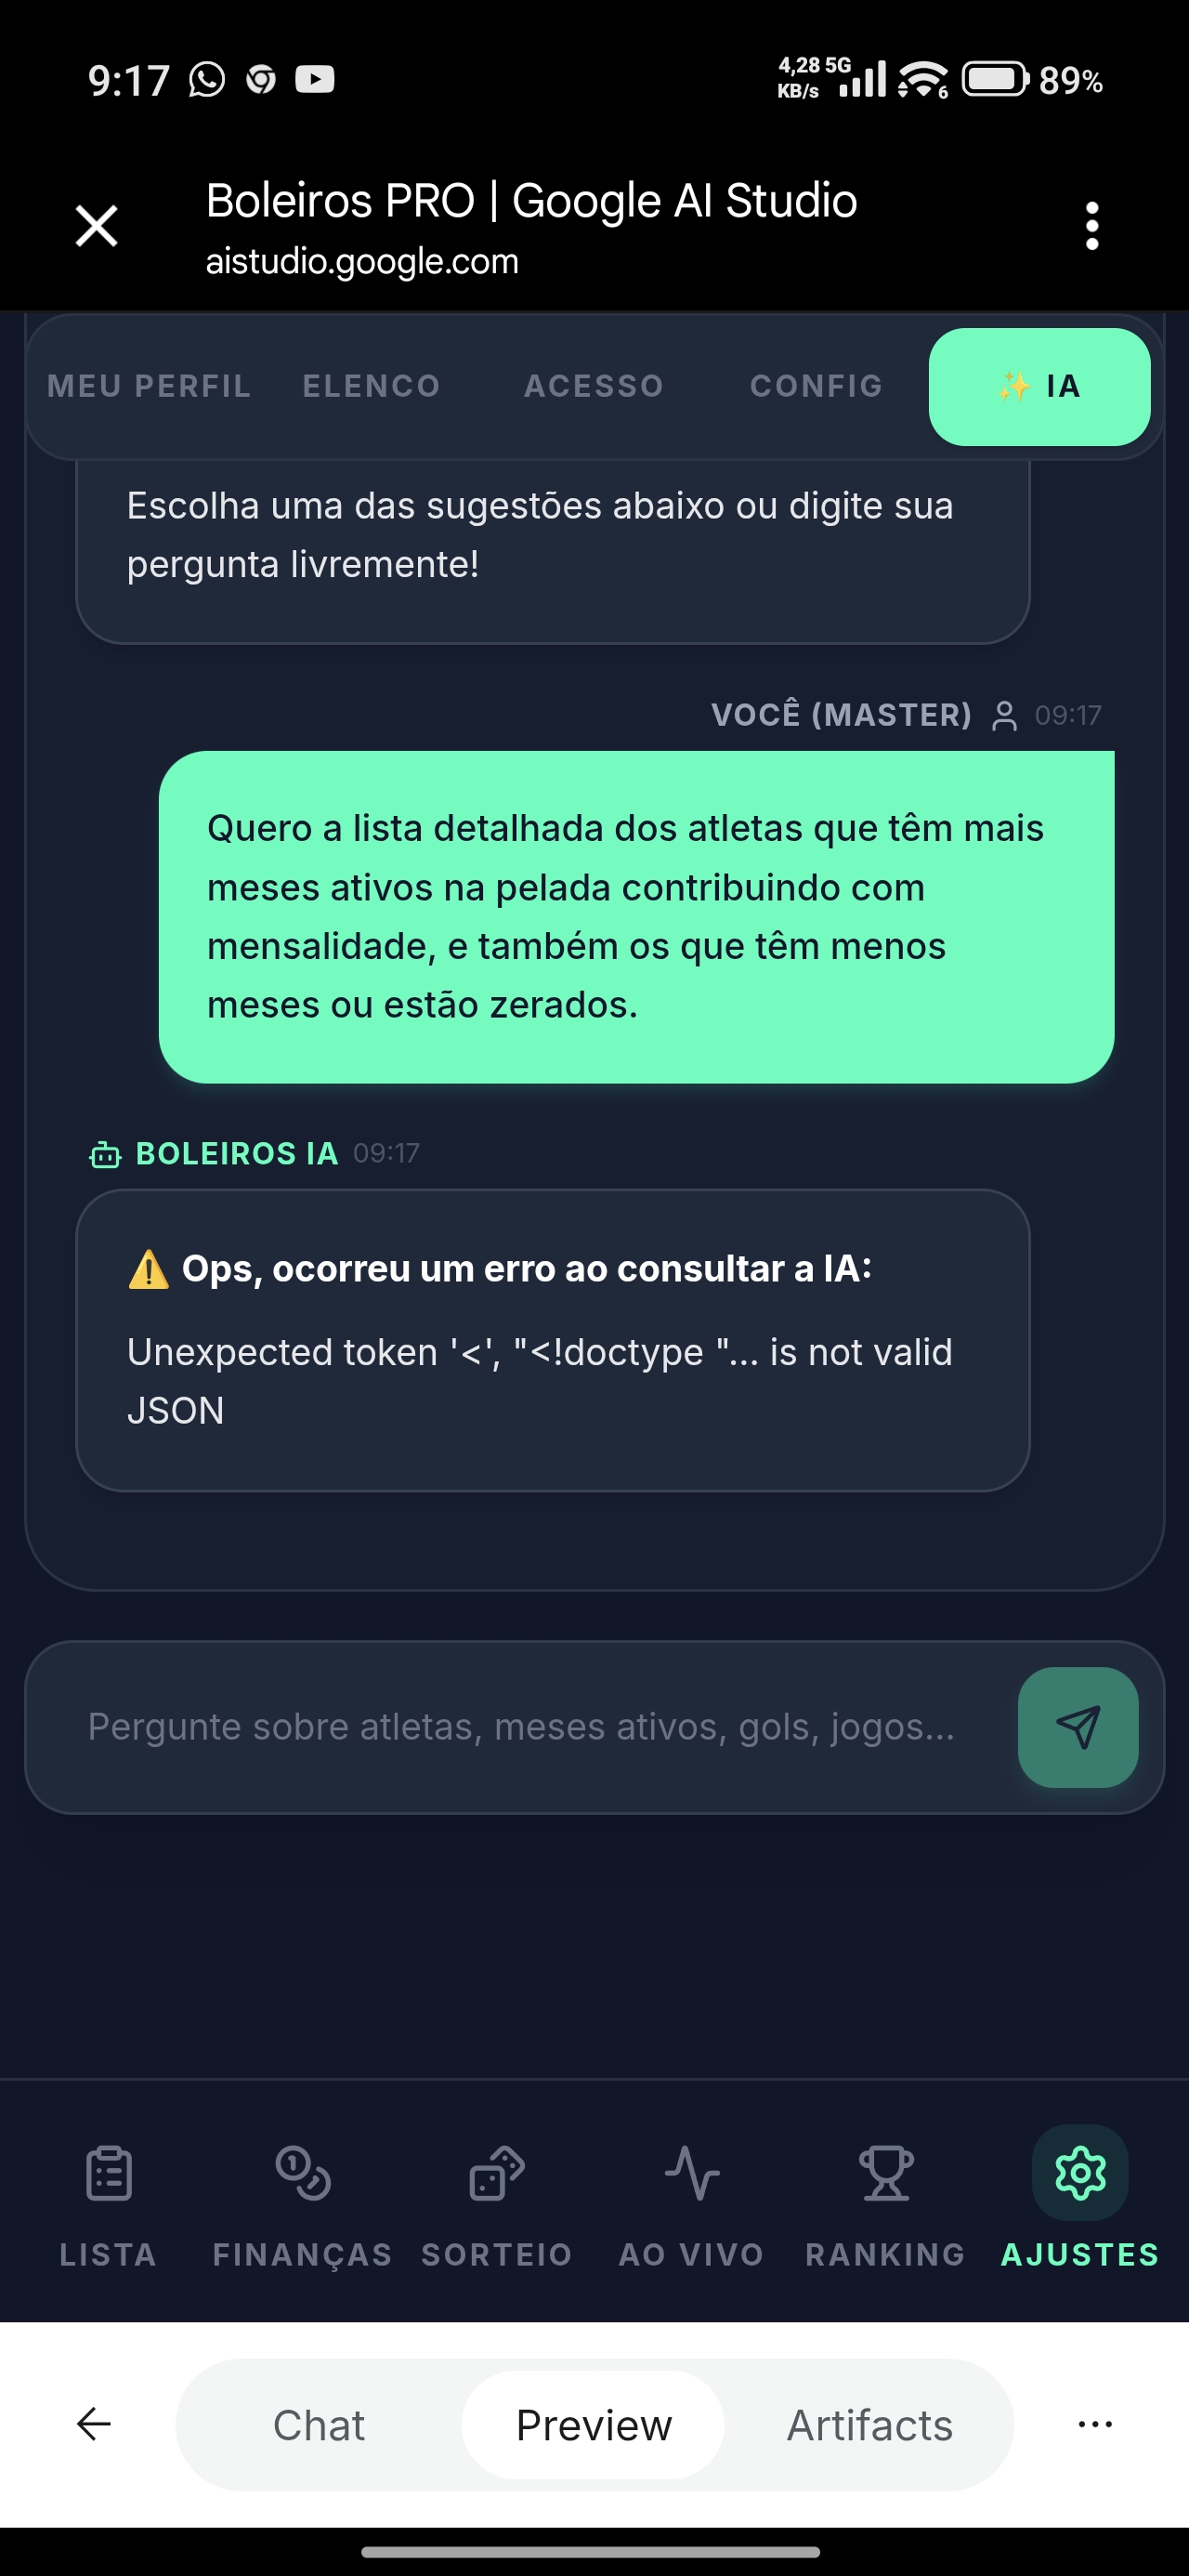 9:17
4,28 5G
KB/s
6
89%
Boleiros PRO | Google AI Studio
aistudio.google.com
MEU PERFIL ELENCO ACESSO CONFIG ✨ IA
Escolha uma das sugestões abaixo ou digite sua
pergunta livremente!
VOCÊ (MASTER) 09:17
Quero a lista detalhada dos atletas que têm mais
meses ativos na pelada contribuindo com
mensalidade, e também os que têm menos
meses ou estão zerados.
BOLEIROS IA 09:17
⚠️ Ops, ocorreu um erro ao consultar a IA:
Unexpected token '<', "<!doctype "... is not valid
JSON
Pergunte sobre atletas, meses ativos, gols, jogos...
LISTA FINANÇAS SORTEIO AO VIVO RANKING AJUSTES
Chat Preview Artifacts